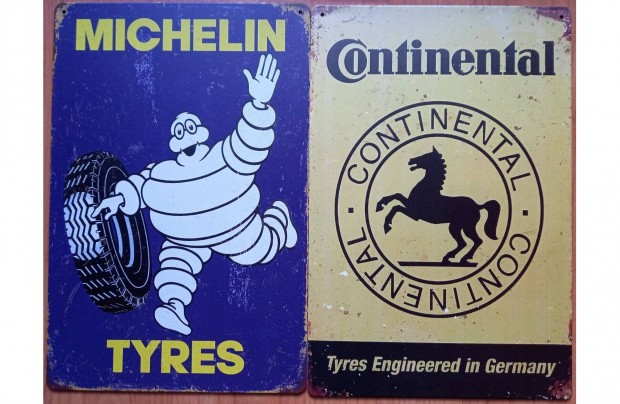 MICHELIN
TYRES
Continental
CONTINENTAL · CONTINENTAL ·
Tyres Engineered in Germany